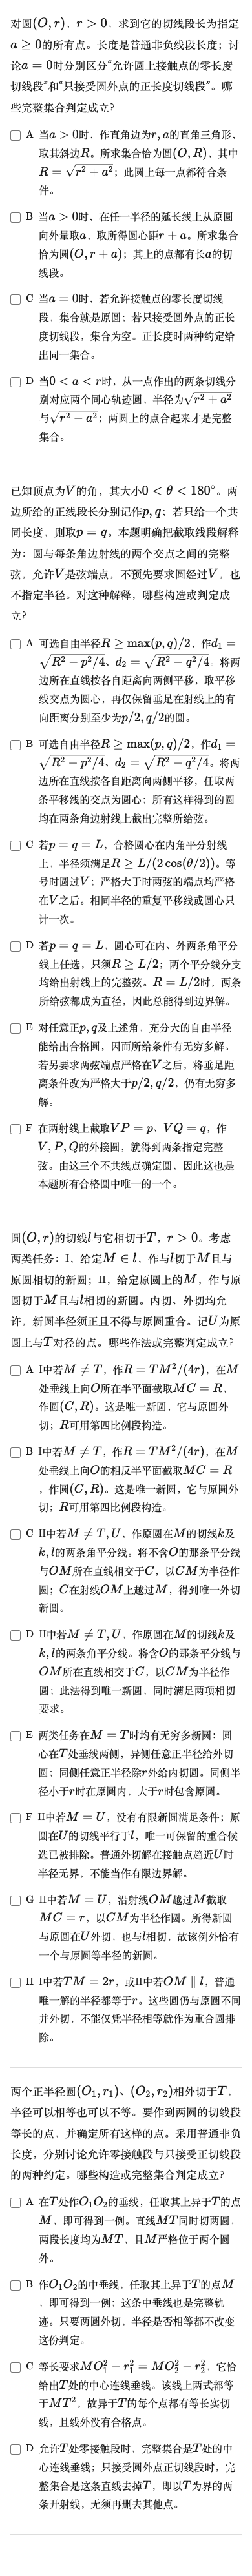 对圆(O, r)，r > 0，求到它的切线段长为指定
a ≥ 0的所有点。长度是普通非负线段长度；讨
论a = 0时分别区分“允许圆上接触点的零长度
切线段”和“只接受圆外点的正长度切线段”。哪
些完整集合判定成立？
A 当a > 0时，作直角边为r, a的直角三角形，
取其斜边R。所求集合恰为圆(O, R)，其中
R = √(r² + a²)；此圆上每一点都符合条
件。
B 当a > 0时，在任一半径的延长线上从原圆
向外量取a，取所得圆心距r + a。所求集合
恰为圆(O, r + a)；其上的点都有长a的切
线段。
C 当a = 0时，若允许接触点的零长度切线
段，集合就是原圆；若只接受圆外点的正长
度切线段，集合为空。正长度时两种约定给
出同一集合。
D 当0 < a < r时，从一点作出的两条切线分
别对应两个同心轨迹圆，半径为√(r² + a²)
与√(r² − a²)；两圆上的点合起来才是完整
集合。
已知顶点为V的角，其大小0 < θ < 180°。两
边所给的正线段长分别记作p, q；若只给一个共
同长度，则取p = q。本题明确把截取线段解释
为：圆与每条角边射线的两个交点之间的完整
弦，允许V是弦端点，不预先要求圆经过V，也
不指定半径。对这种解释，哪些构造或判定成
立？
A 可选自由半径R ≥ max(p, q)/2，作d₁ =
√(R² − p²/4)、d₂ = √(R² − q²/4)。将两
边所在直线按各自距离向两侧平移，取平移
线交点为圆心，再仅保留垂足在射线上的有
向距离分别至少为p/2, q/2的圆。
B 可选自由半径R ≥ max(p, q)/2，作d₁ =
√(R² − p²/4)、d₂ = √(R² − q²/4)。将两
边所在直线按各自距离向两侧平移，任取两
条平移线的交点为圆心；所有这样得到的圆
均在两条角边射线上截出完整所给弦。
C 若p = q = L，合格圆心在内角平分射线
上，半径须满足R ≥ L/(2 cos(θ/2))。等
号时圆过V；严格大于时两弦的端点均严格
在V之后。相同半径的重复平移线或圆心只
计一次。
D 若p = q = L，圆心可在内、外两条角平分
线上任选，只须R ≥ L/2；两个平分线分支
均给出射线上的完整弦。R = L/2时，两条
所给弦都成为直径，因此总能得到边界解。
E 对任意正p, q及上述角，充分大的自由半径
能给出合格圆，因而所给条件有无穷多解。
若另要求两弦端点严格在V之后，将垂足距
离条件改为严格大于p/2, q/2，仍有无穷多
解。
F 在两射线上截取VP = p、VQ = q，作
V, P, Q的外接圆，就得到两条指定完整
弦。由这三个不共线点确定圆，因此这也是
本题所有合格圆中唯一的一个。
圆(O, r)的切线l与它相切于T，r > 0。考虑
两类任务：I，给定M ∈ l，作与l切于M且与
原圆相切的新圆；II，给定原圆上的M，作与原
圆切于M且与l相切的新圆。内切、外切均允
许，新圆半径须正且不得与原圆重合。记U为原
圆上与T对径的点。哪些作法或完整判定成立？
A I中若M ≠ T，作R = TM²/(4r)，在M
处垂线上向O所在半平面截取MC = R，
作圆(C, R)。这是唯一新圆，它与原圆外
切；R可用第四比例段构造。
B I中若M ≠ T，作R = TM²/(4r)，在M
处垂线上向O的相反半平面截取MC = R
，作圆(C, R)。这是唯一新圆，它与原圆外
切；R可用第四比例段构造。
C II中若M ≠ T, U，作原圆在M的切线k及
k, l的两条角平分线。将不含O的那条平分线
与OM所在直线相交于C，以CM为半径作
圆；C在射线OM上越过M，得到唯一外切
新圆。
D II中若M ≠ T, U，作原圆在M的切线k及
k, l的两条角平分线。将含O的那条平分线与
OM所在直线相交于C，以CM为半径作
圆；此法得到唯一新圆，同时满足两项相切
要求。
E 两类任务在M = T时均有无穷多新圆：圆
心在T处垂线两侧，异侧任意正半径给外切
圆；同侧任意正半径除r外给内切圆。同侧半
径小于r时在原圆内，大于r时包含原圆。
F II中若M = U，没有有限新圆满足条件；原
圆在U的切线平行于l，唯一可保留的重合候
选已被排除。普通外切解在接触点趋近U时
半径无界，不能当作有限边界解。
G II中若M = U，沿射线OM越过M截取
MC = r，以CM为半径作圆。所得新圆
与原圆在U外切，也与l相切，故该例外恰有
一个与原圆等半径的新圆。
H I中若TM = 2r，或II中若OM ∥ l，普通
唯一解的半径都等于r。这些圆仍与原圆不同
并外切，不能仅凭半径相等就作为重合圆排
除。
两个正半径圆(O₁, r₁)、(O₂, r₂)相外切于T，
半径可以相等也可以不等。要作到两圆的切线段
等长的点，并确定所有这样的点。采用普通非负
长度，分别讨论允许零接触段与只接受正切线段
的两种约定。哪些构造或完整集合判定成立？
A 在T处作O₁O₂的垂线，任取其上异于T的点
M，即可得到一例。直线MT同时切两圆，
两段长度均为MT，且M严格位于两个圆
外。
B 作O₁O₂的中垂线，任取其上异于T的点M
，即可得到一例；这条中垂线也是完整轨
迹。只要两圆外切，半径是否相等都不改变
这份判定。
C 等长要求MO₁² − r₁² = MO₂² − r₂²，它恰
给出T处的中心连线垂线。该线上两式都等
于MT²，故异于T的每个点都有等长实切
线，且线外没有合格点。
D 允许T处零接触段时，完整集合是T处的中
心连线垂线；只接受圆外点正切线段时，完
整集合是这条直线去掉T，即以T为界的两
条开射线，无须再删去其他点。